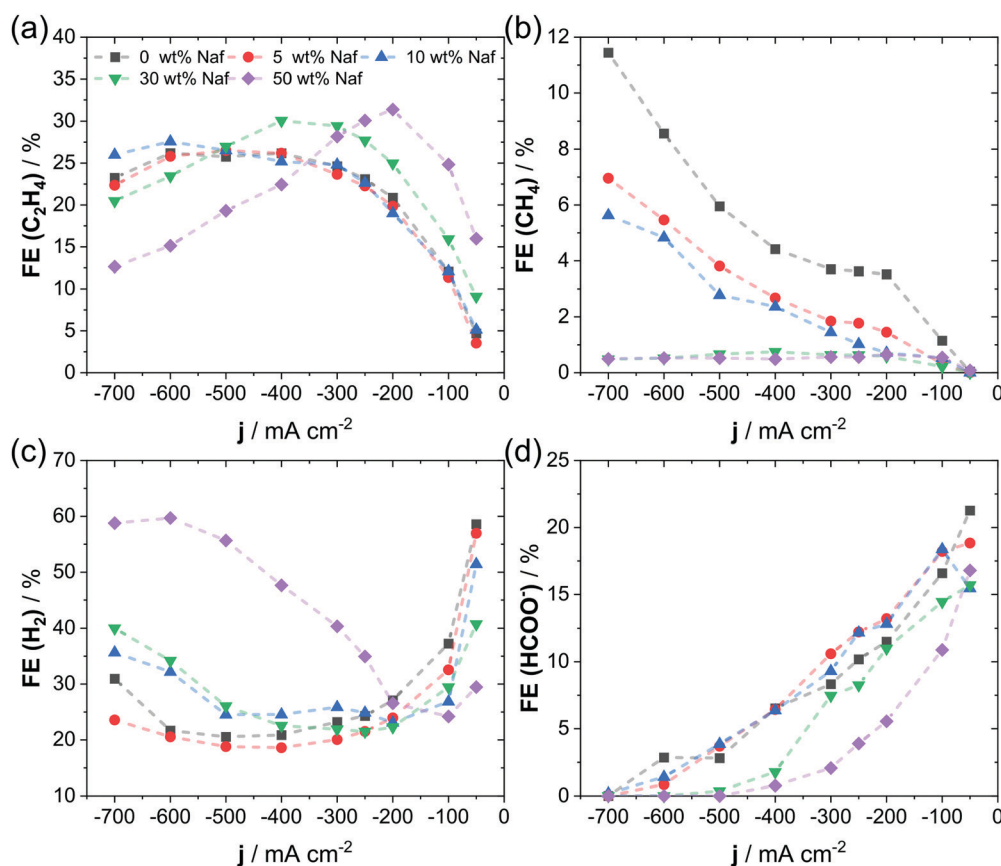 (a)
(b)
0 wt% Naf 5 wt% Naf 10 wt% Naf
30 wt% Naf 50 wt% Naf
FE (C₂H₄) / %
40
35
30
25
20
15
10
5
0
-700 -600 -500 -400 -300 -200 -100 0
j / mA cm⁻²
FE (CH₄) / %
12
10
8
6
4
2
0
-700 -600 -500 -400 -300 -200 -100 0
j / mA cm⁻²
(c)
(d)
FE (H₂) / %
70
60
50
40
30
20
10
-700 -600 -500 -400 -300 -200 -100 0
j / mA cm⁻²
FE (HCOO⁻) / %
25
20
15
10
5
0
-700 -600 -500 -400 -300 -200 -100 0
j / mA cm⁻²